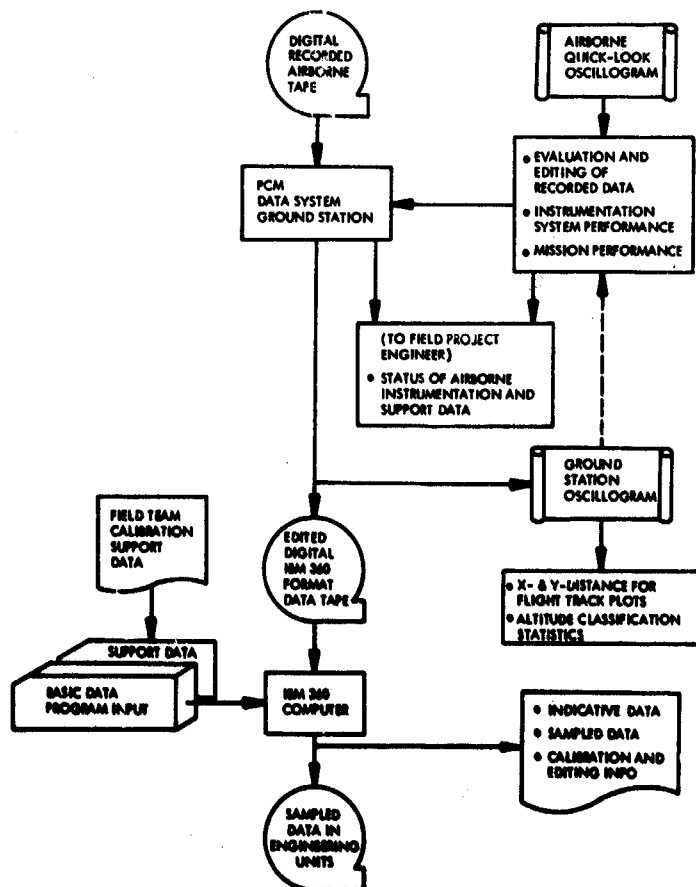 DIGITAL
RECORDED
AIRBORNE
TAPE
AIRBORNE
QUICK-LOOK
OSCILLOGRAM
PCM
DATA SYSTEM
GROUND STATION
• EVALUATION AND
EDITING OF
RECORDED DATA
• INSTRUMENTATION
SYSTEM PERFORMANCE
• MISSION PERFORMANCE
(TO FIELD PROJECT
ENGINEER)
• STATUS OF AIRBORNE
INSTRUMENTATION AND
SUPPORT DATA
GROUND
STATION
OSCILLOGRAM
FIELD TEAM
CALIBRATION
SUPPORT
DATA
EDITED
DIGITAL
IBM 360
FORMAT
DATA TAPE
• X- & Y-DISTANCE FOR
FLIGHT TRACK PLOTS
• ALTITUDE CLASSIFICATION
STATISTICS
SUPPORT DATA
BASIC DATA
PROGRAM INPUT
IBM 360
COMPUTER
• INDICATIVE DATA
• SAMPLED DATA
• CALIBRATION AND
EDITING INFO
SAMPLED
DATA IN
ENGINEERING
UNITS